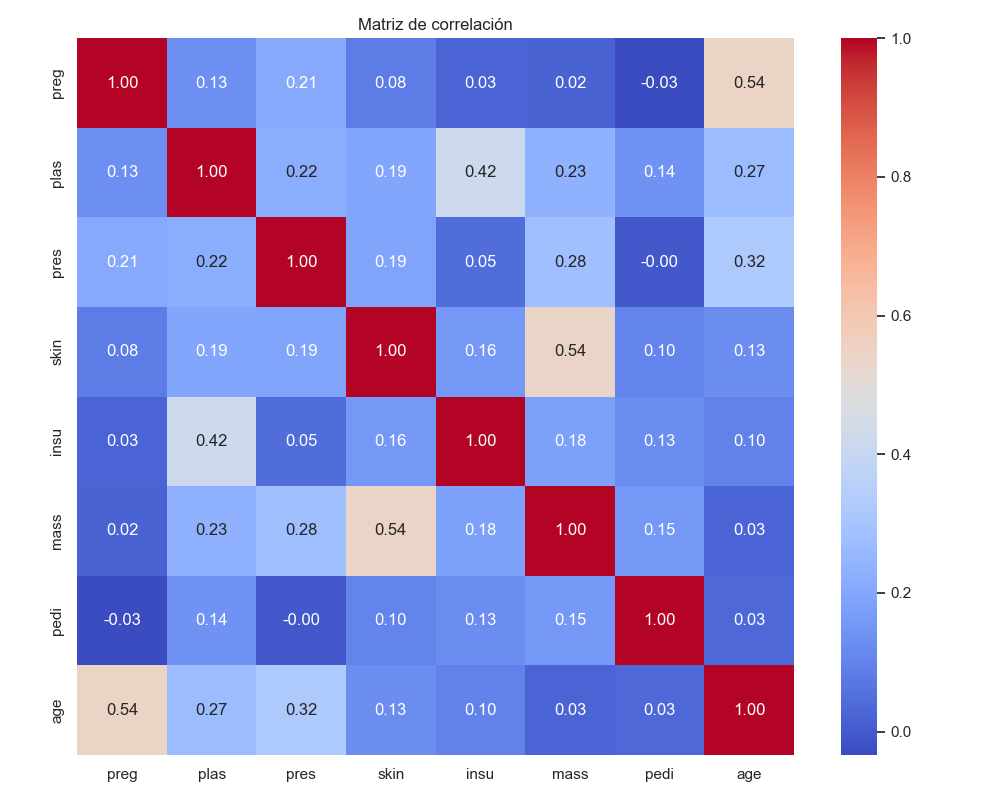 Matriz de correlación
preg 1.00 0.13 0.21 0.08 0.03 0.02 -0.03 0.54
plas 0.13 1.00 0.22 0.19 0.42 0.23 0.14 0.27
pres 0.21 0.22 1.00 0.19 0.05 0.28 -0.00 0.32
skin 0.08 0.19 0.19 1.00 0.16 0.54 0.10 0.13
insu 0.03 0.42 0.05 0.16 1.00 0.18 0.13 0.10
mass 0.02 0.23 0.28 0.54 0.18 1.00 0.15 0.03
pedi -0.03 0.14 -0.00 0.10 0.13 0.15 1.00 0.03
age 0.54 0.27 0.32 0.13 0.10 0.03 0.03 1.00
preg plas pres skin insu mass pedi age
1.0
0.8
0.6
0.4
0.2
0.0